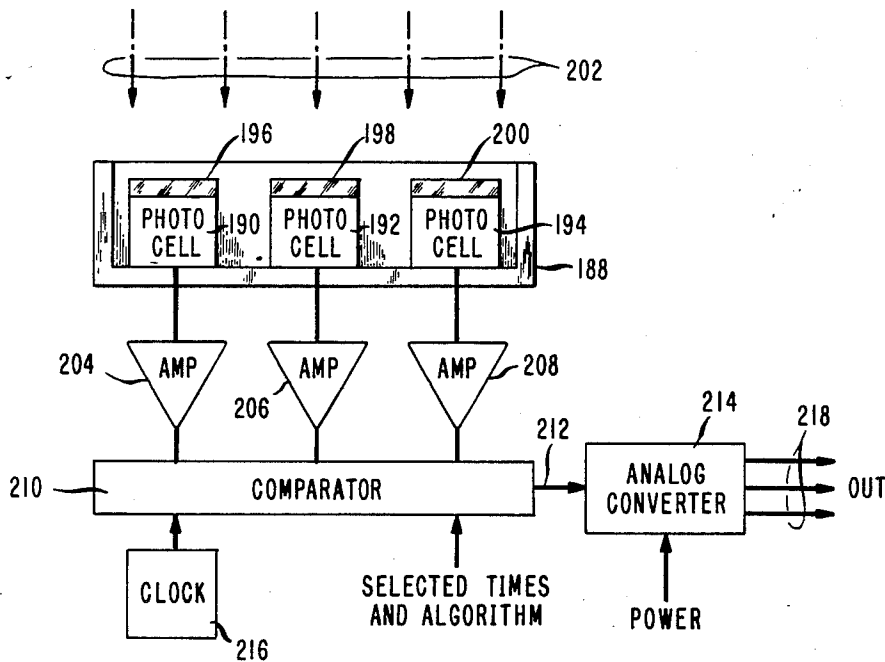 202
196
198
200
PHOTO CELL
190
PHOTO CELL
192
PHOTO CELL
194
188
204
AMP
206
AMP
AMP
208
210
COMPARATOR
212
214
ANALOG
CONVERTER
218
OUT
CLOCK
216
SELECTED TIMES
AND ALGORITHM
POWER